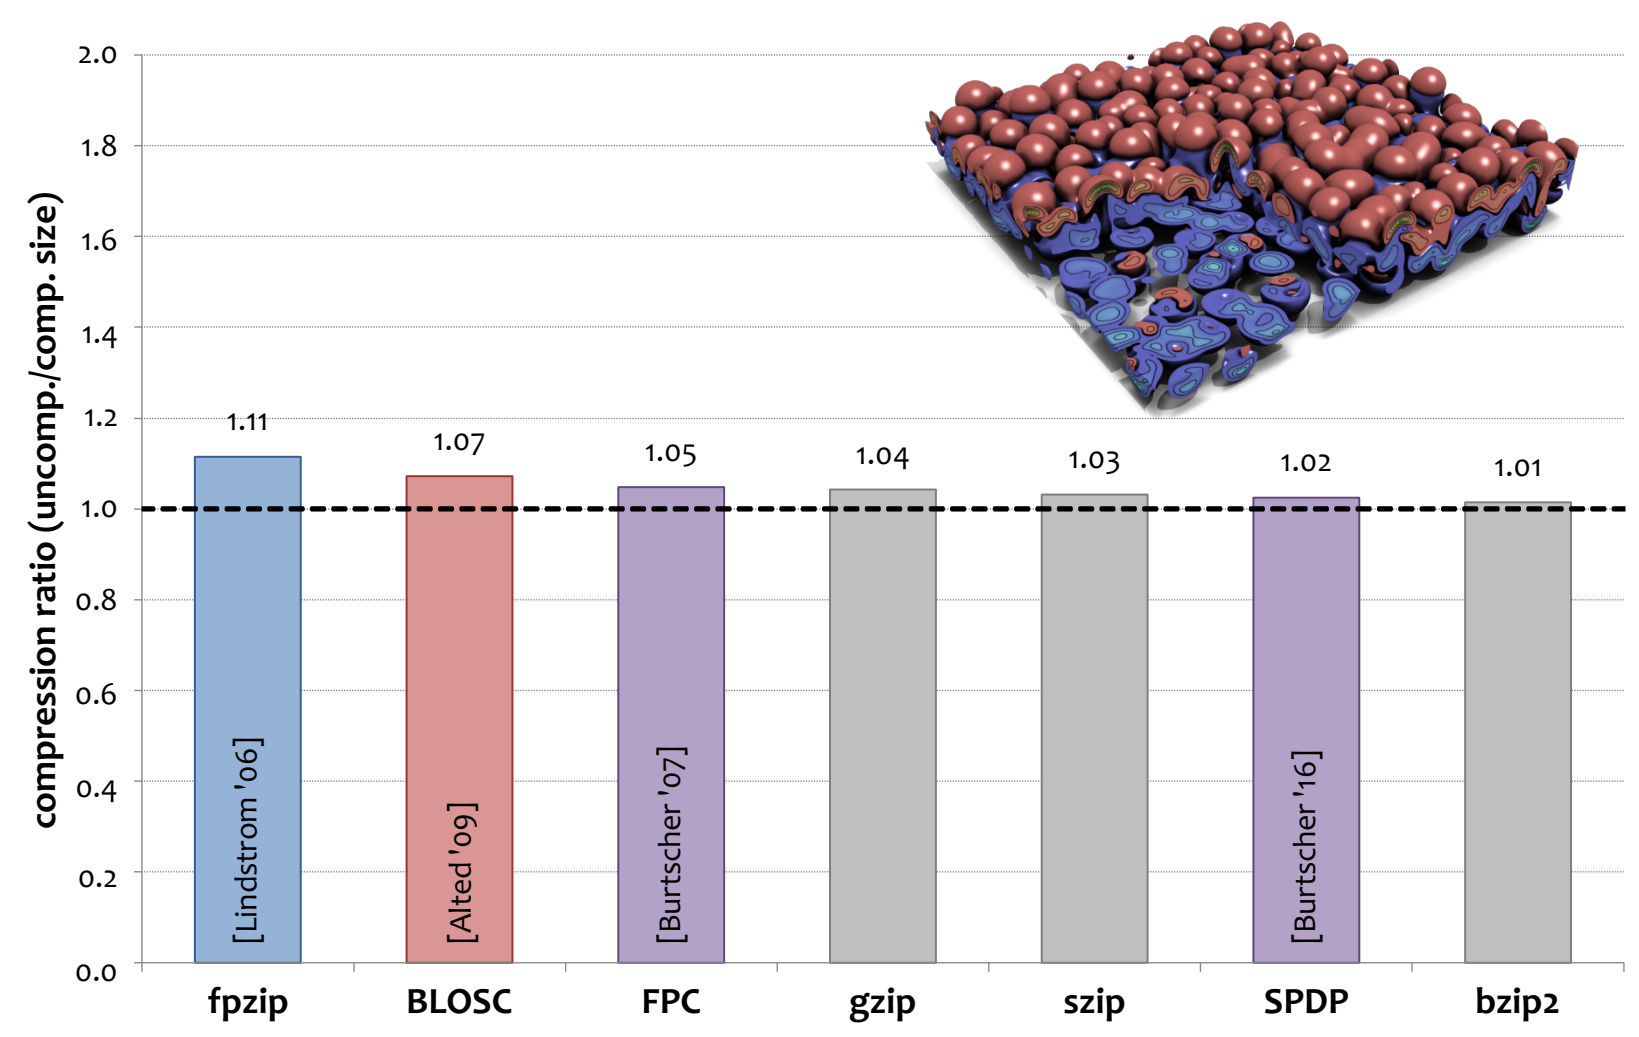 compression ratio (uncomp./comp. size)
2.0
1.8
1.6
1.4
1.2
1.0
0.8
0.6
0.4
0.2
0.0
1.11
1.07
1.05
1.04
1.03
1.02
1.01
[Lindstrom '06]
[Alted '09]
[Burtscher '07]
[Burtscher '16]
fpzip
BLOSC
FPC
gzip
szip
SPDP
bzip2